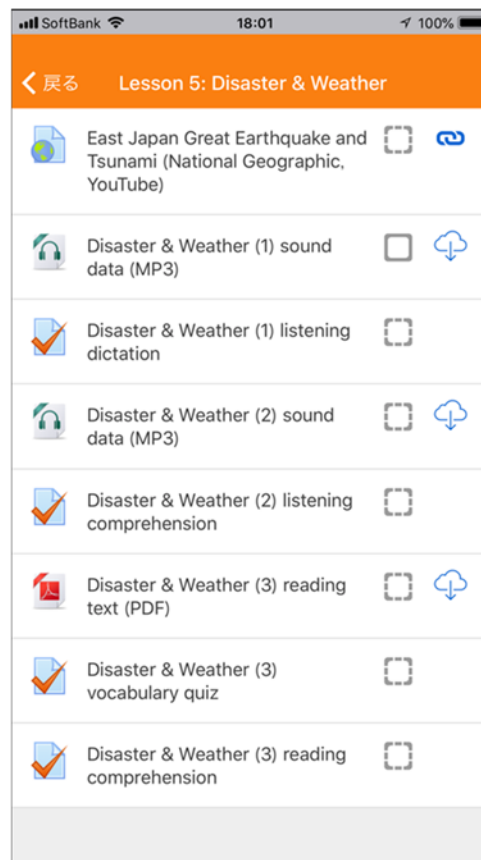 SoftBank 18:01 100%
戻る Lesson 5: Disaster & Weather
East Japan Great Earthquake and
Tsunami (National Geographic,
YouTube)
Disaster & Weather (1) sound
data (MP3)
Disaster & Weather (1) listening
dictation
Disaster & Weather (2) sound
data (MP3)
Disaster & Weather (2) listening
comprehension
Disaster & Weather (3) reading
text (PDF)
Disaster & Weather (3)
vocabulary quiz
Disaster & Weather (3) reading
comprehension